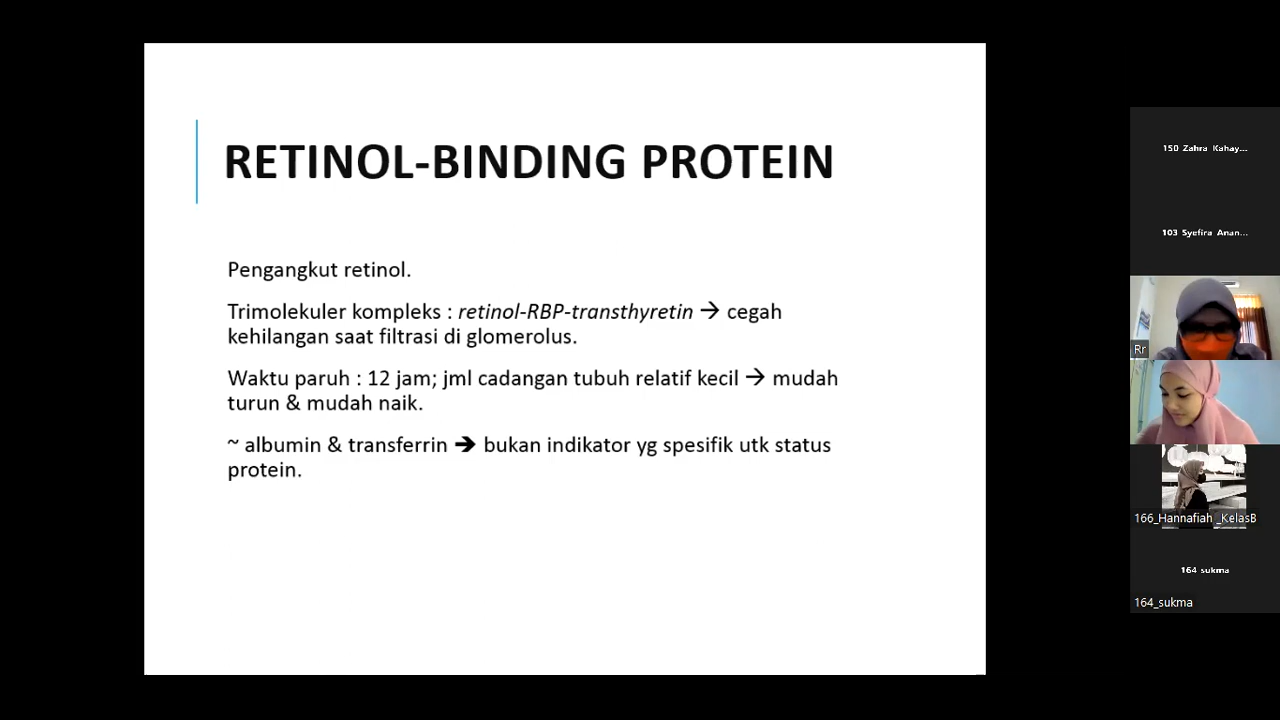 RETINOL-BINDING PROTEIN
Pengangkut retinol.
Trimolekuler kompleks : retinol-RBP-transthyretin → cegah
kehilangan saat filtrasi di glomerolus.
Waktu paruh : 12 jam; jml cadangan tubuh relatif kecil → mudah
turun & mudah naik.
~ albumin & transferrin ➔ bukan indikator yg spesifik utk status
protein.
150 Zahra Kahay...
103 Syefira Anan...
Rr
166_Hannafiah _KelasB
164 sukma
164_sukma